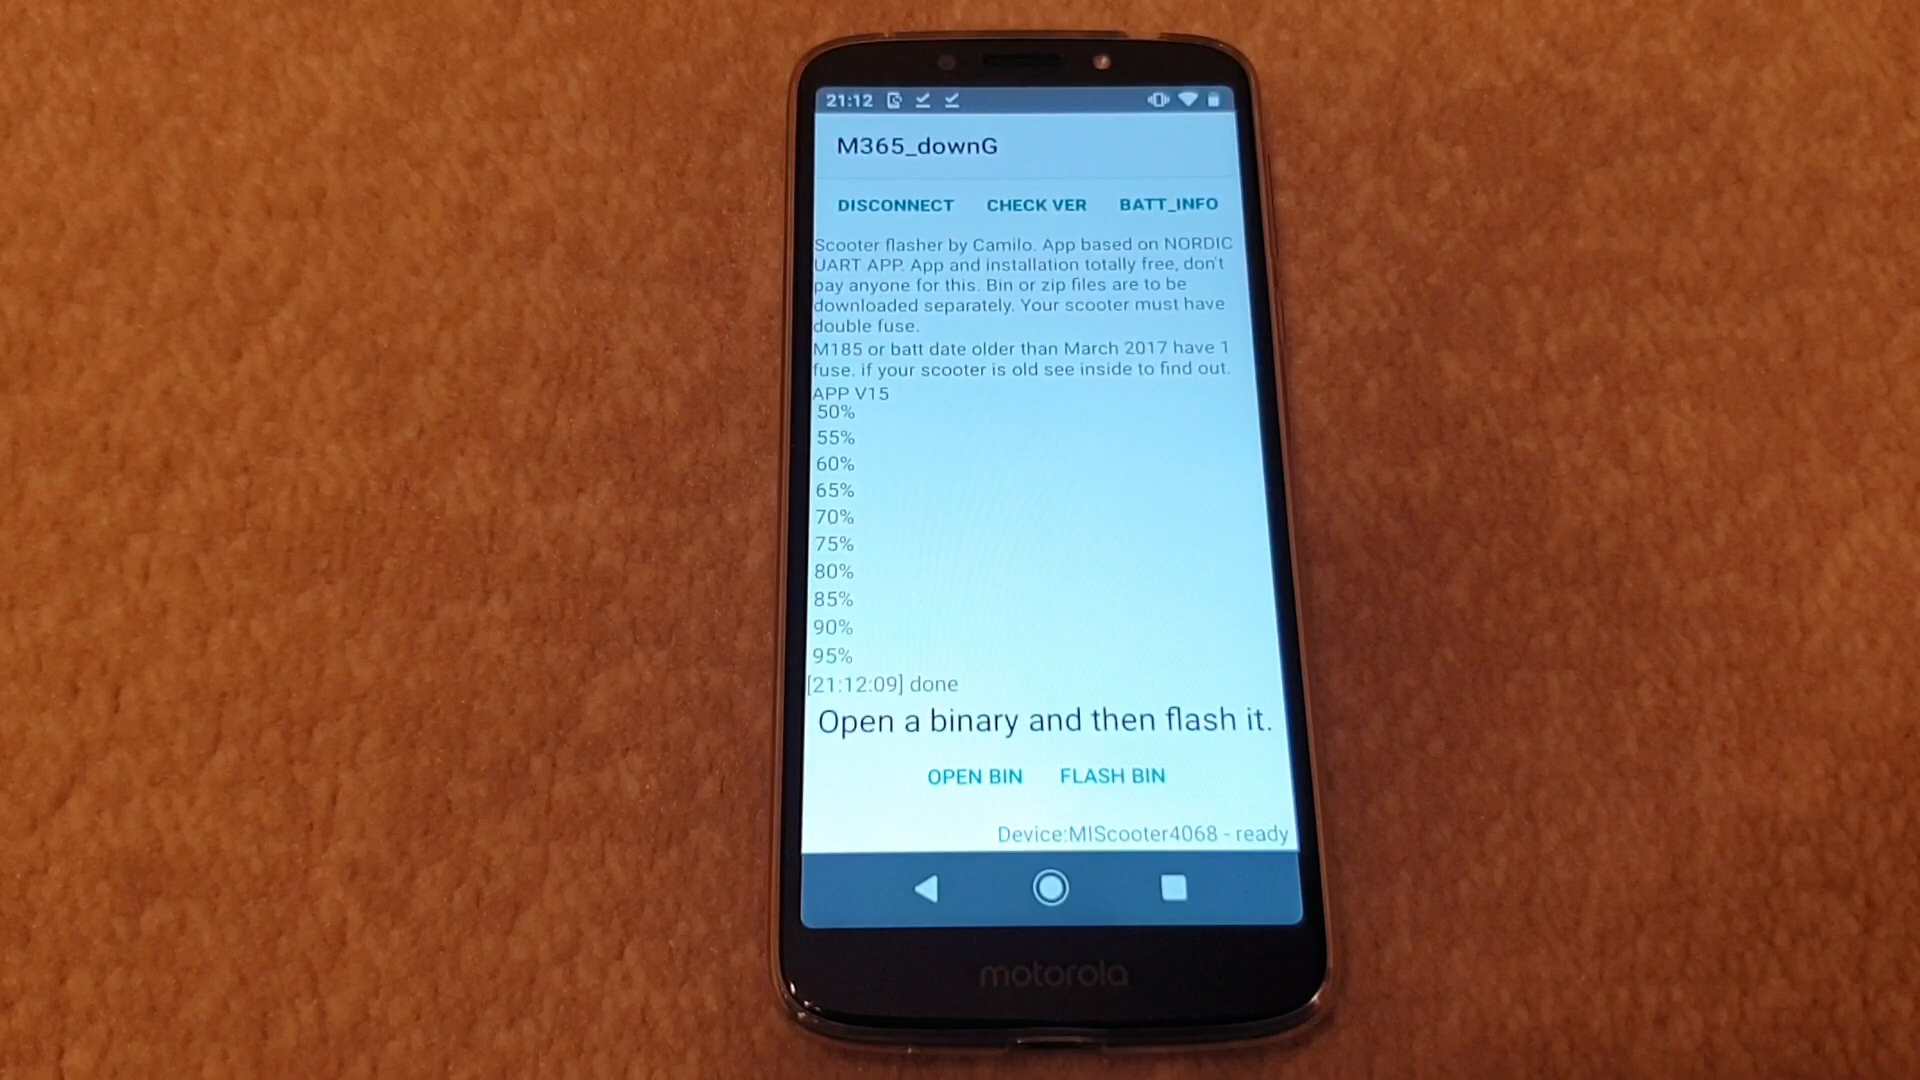 21:12
M365_downG
DISCONNECT CHECK VER BATT_INFO
Scooter flasher by Camilo. App based on NORDIC
UART APP. App and installation totally free, don't
pay anyone for this. Bin or zip files are to be
downloaded separately. Your scooter must have
double fuse.
M185 or batt date older than March 2017 have 1
fuse. if your scooter is old see inside to find out.
APP V15
50%
55%
60%
65%
70%
75%
80%
85%
90%
95%
[21:12:09] done
Open a binary and then flash it.
OPEN BIN FLASH BIN
Device:MIScooter4068 - ready
motorola